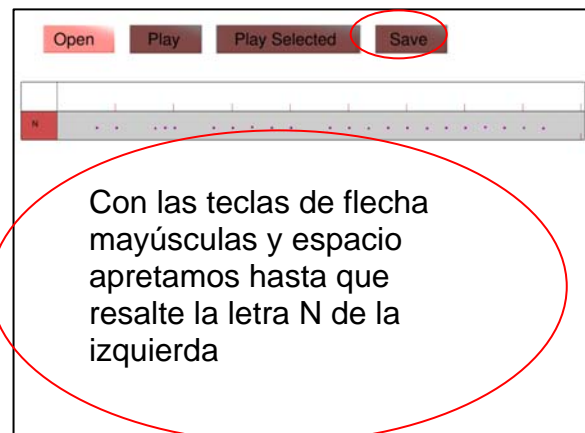 Open Play Play Selected Save
N
Con las teclas de flecha
mayúsculas y espacio
apretamos hasta que
resalte la letra N de la
izquierda